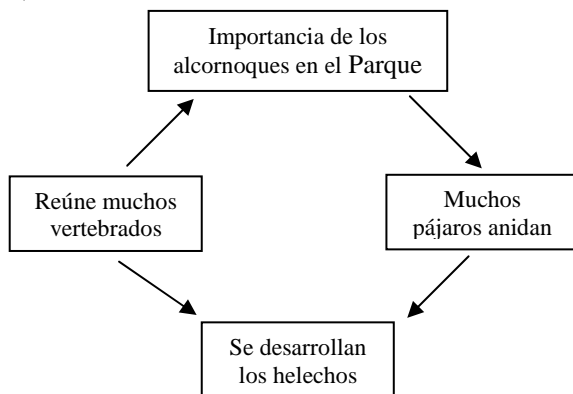 Importancia de los
alcornoques en el Parque
Reúne muchos
vertebrados
Muchos
pájaros anidan
Se desarrollan
los helechos